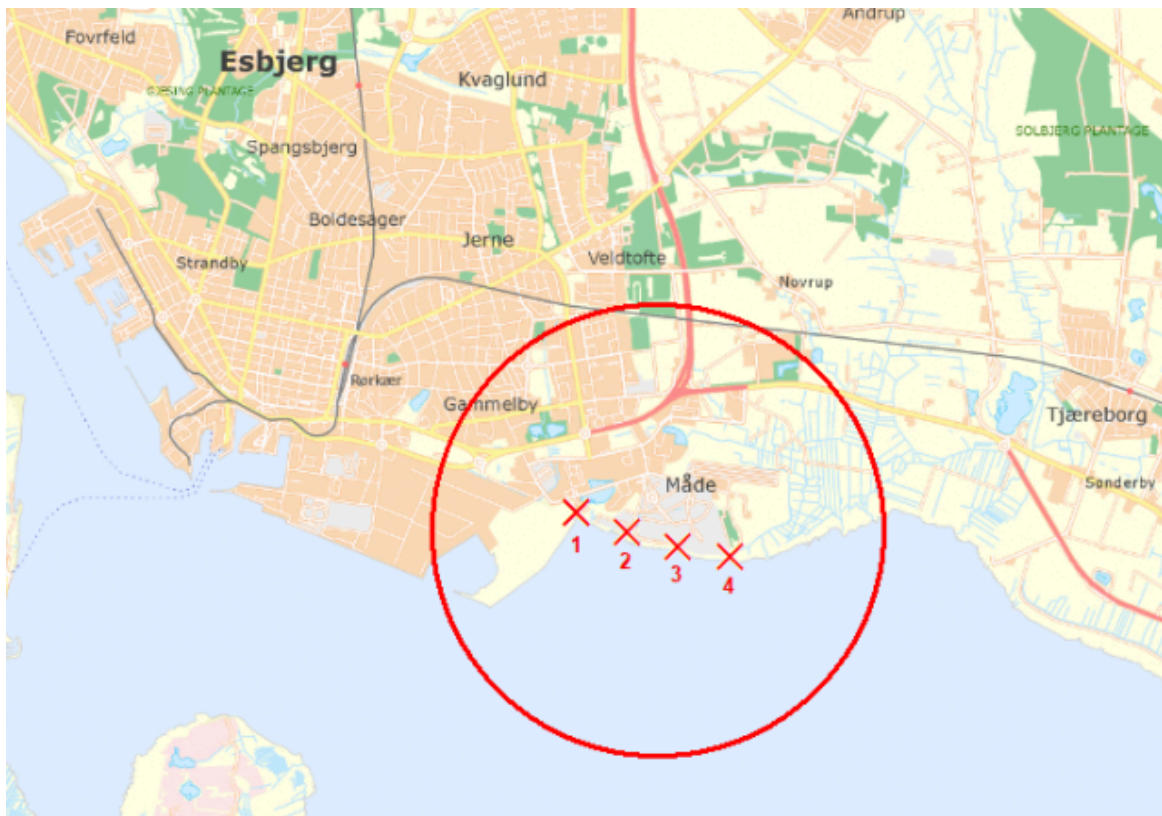 Andrup
Fovrfeld
Esbjerg
Kvaglund
GJESING PLANTAGE
SOLBJERG PLANTAGE
Spangsbjerg
Boldesager
Jerne
Strandby
Veldtofte
Novrup
Rørkær
Gammelby
Tjæreborg
Måde
Sønderby
1
2
3
4